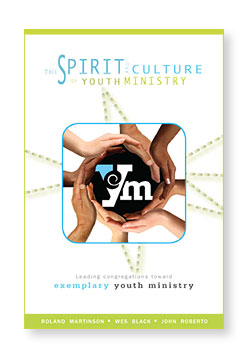 THE SPIRIT AND CULTURE
OF YOUTH MINISTRY
ym
Leading congregations toward
exemplary youth ministry
ROLAND MARTINSON • WES BLACK • JOHN ROBERTO